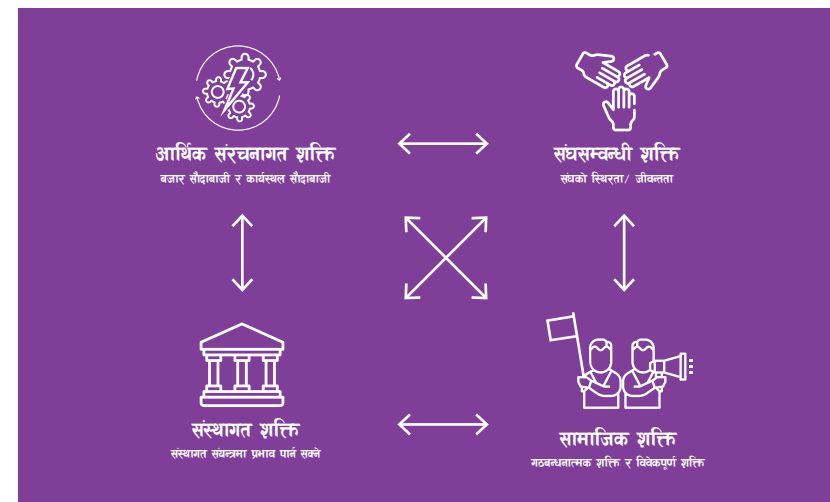 आर्थिक संरचनागत शक्ति
बजार सौदाबाजी र कार्यस्थल सौदाबाजी
संघसम्वन्धी शक्ति
संघको स्थिरता/ जीवन्तता
संस्थागत शक्ति
संस्थागत संयन्त्रमा प्रभाव पार्न सक्ने
सामाजिक शक्ति
गठबन्धनात्मक शक्ति र विवेकपूर्ण शक्ति